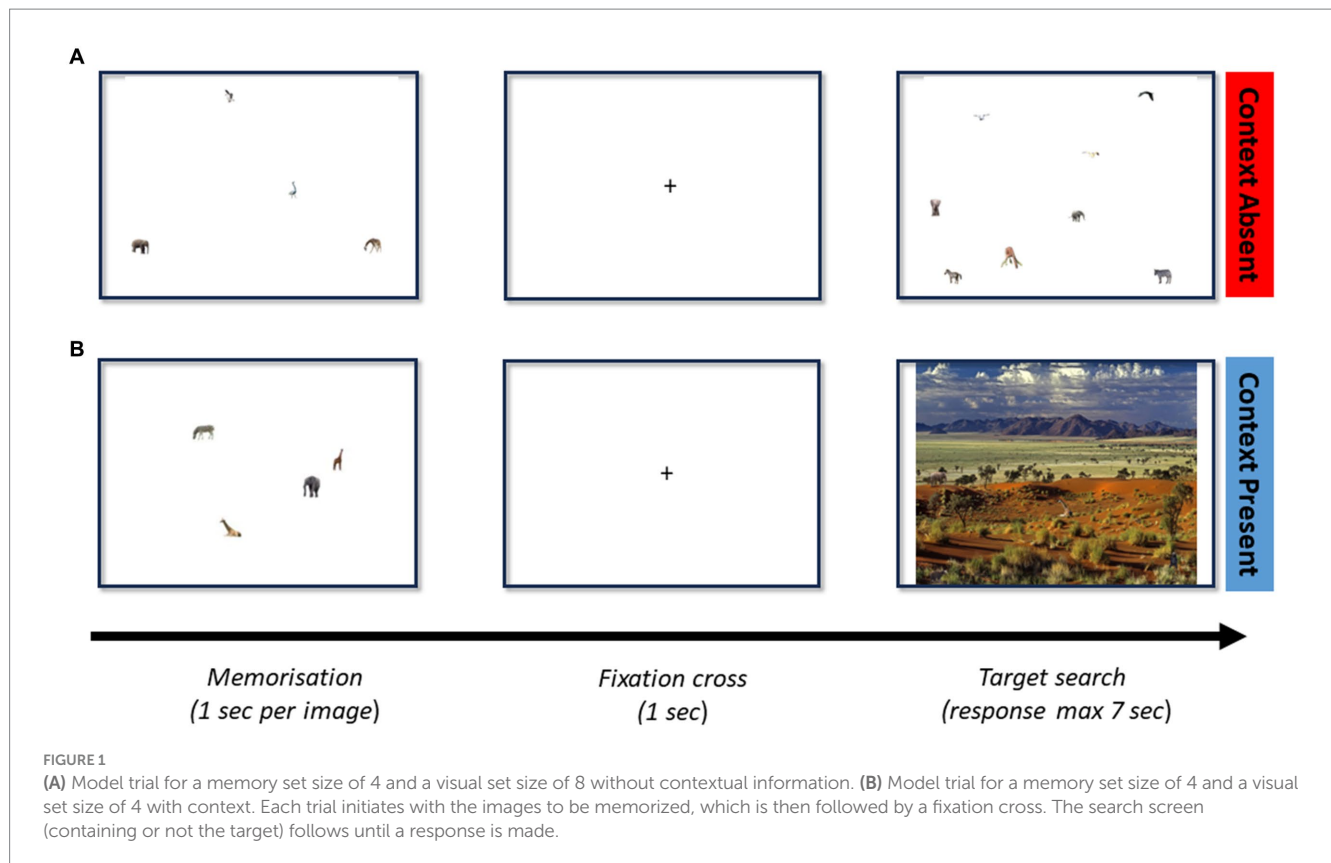 A
Context Absent
B
Context Present
Memorisation
(1 sec per image)
Fixation cross
(1 sec)
Target search
(response max 7 sec)
FIGURE 1
(A) Model trial for a memory set size of 4 and a visual set size of 8 without contextual information. (B) Model trial for a memory set size of 4 and a visual
set size of 4 with context. Each trial initiates with the images to be memorized, which is then followed by a fixation cross. The search screen
(containing or not the target) follows until a response is made.